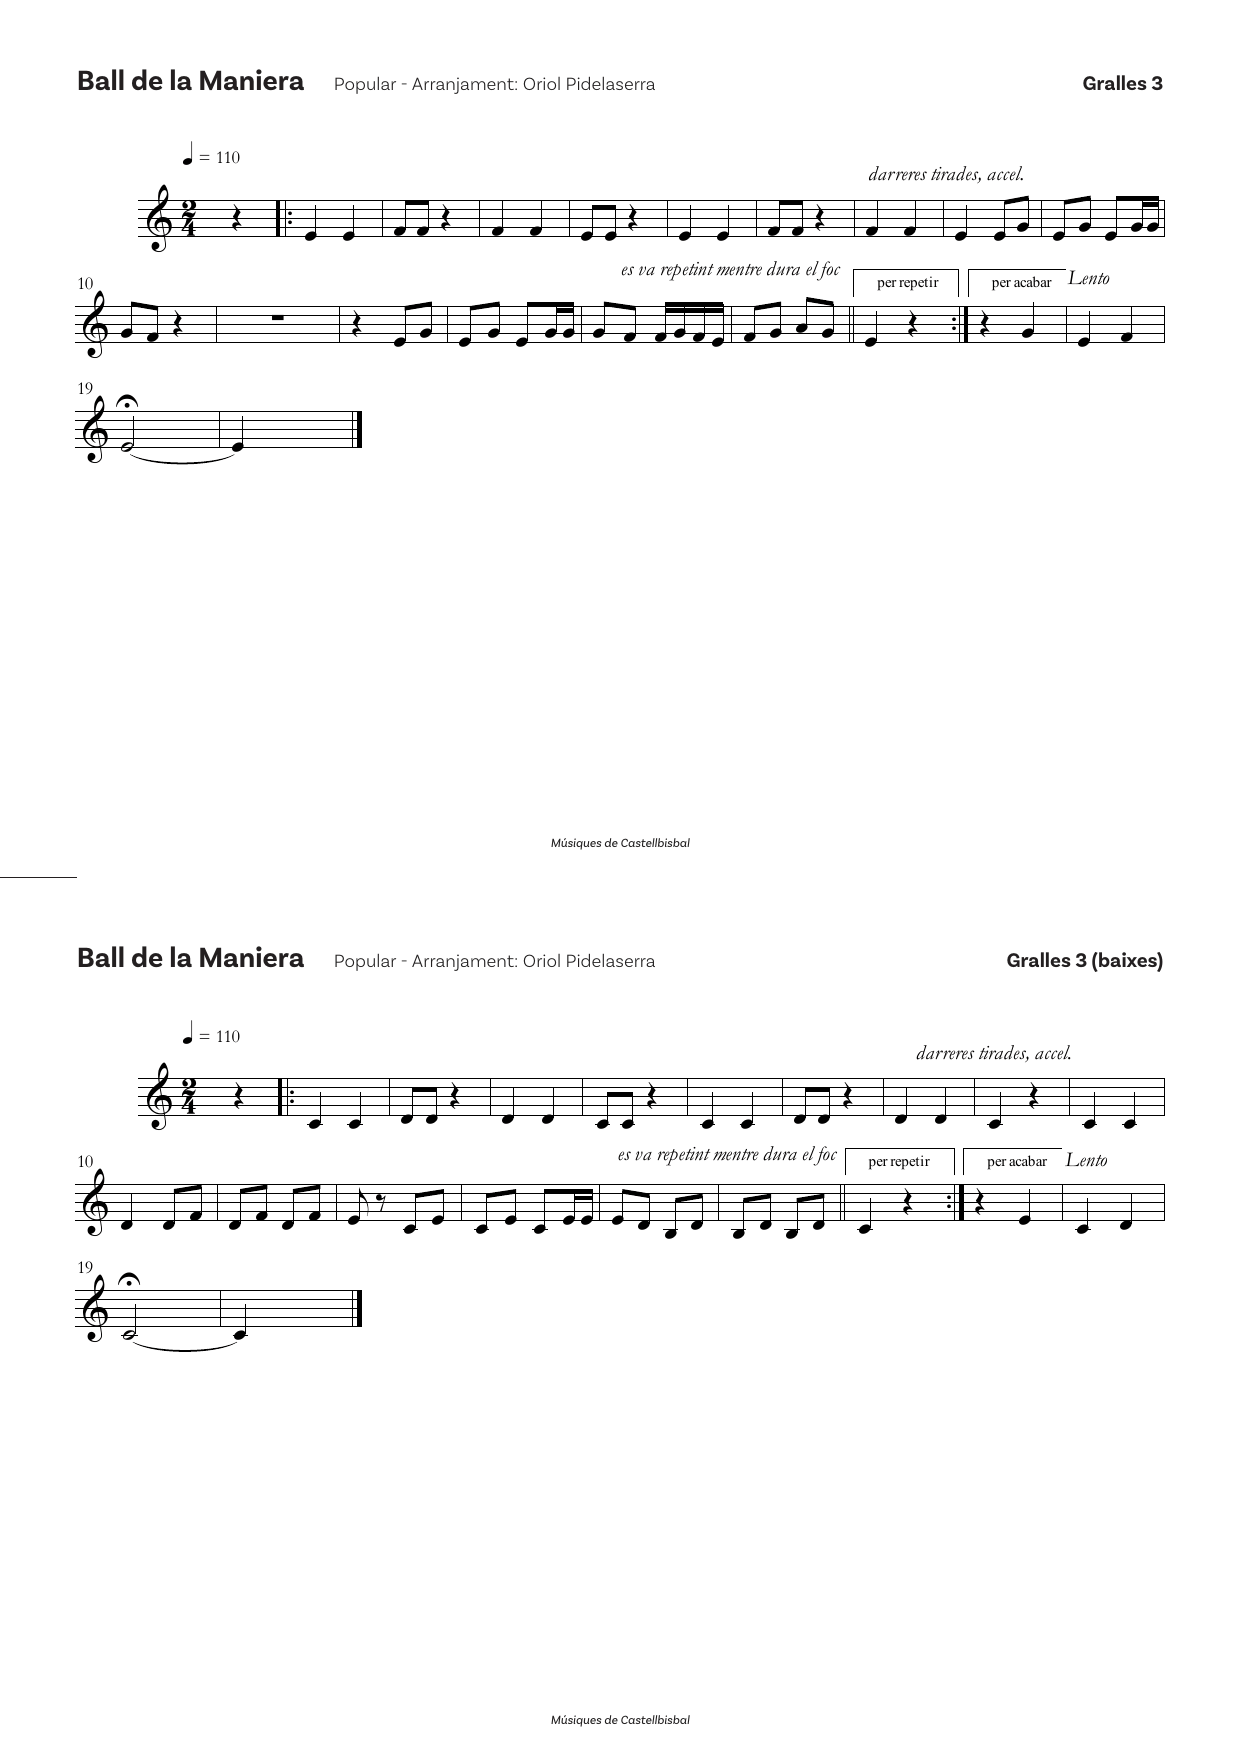 Ball de la Maniera Popular - Arranjament: Oriol Pidelaserra Gralles 3
= 110
darreres tirades, accel.
2
4
es va repetint mentre dura el foc
10
per repetir
per acabar
Lento
19
Músiques de Castellbisbal
Ball de la Maniera Popular - Arranjament: Oriol Pidelaserra Gralles 3 (baixes)
= 110
darreres tirades, accel.
2
4
es va repetint mentre dura el foc
10
per repetir
per acabar
Lento
19
Músiques de Castellbisbal